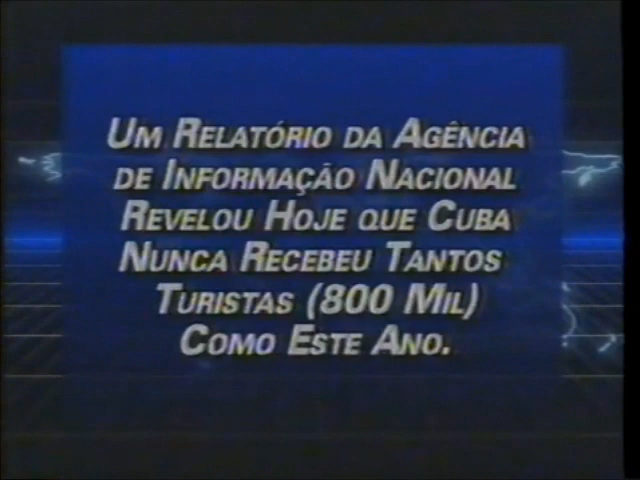 UM RELATÓRIO DA AGÊNCIA
DE INFORMAÇÃO NACIONAL
REVELOU HOJE QUE CUBA
NUNCA RECEBEU TANTOS
TURISTAS (800 MIL)
COMO ESTE ANO.